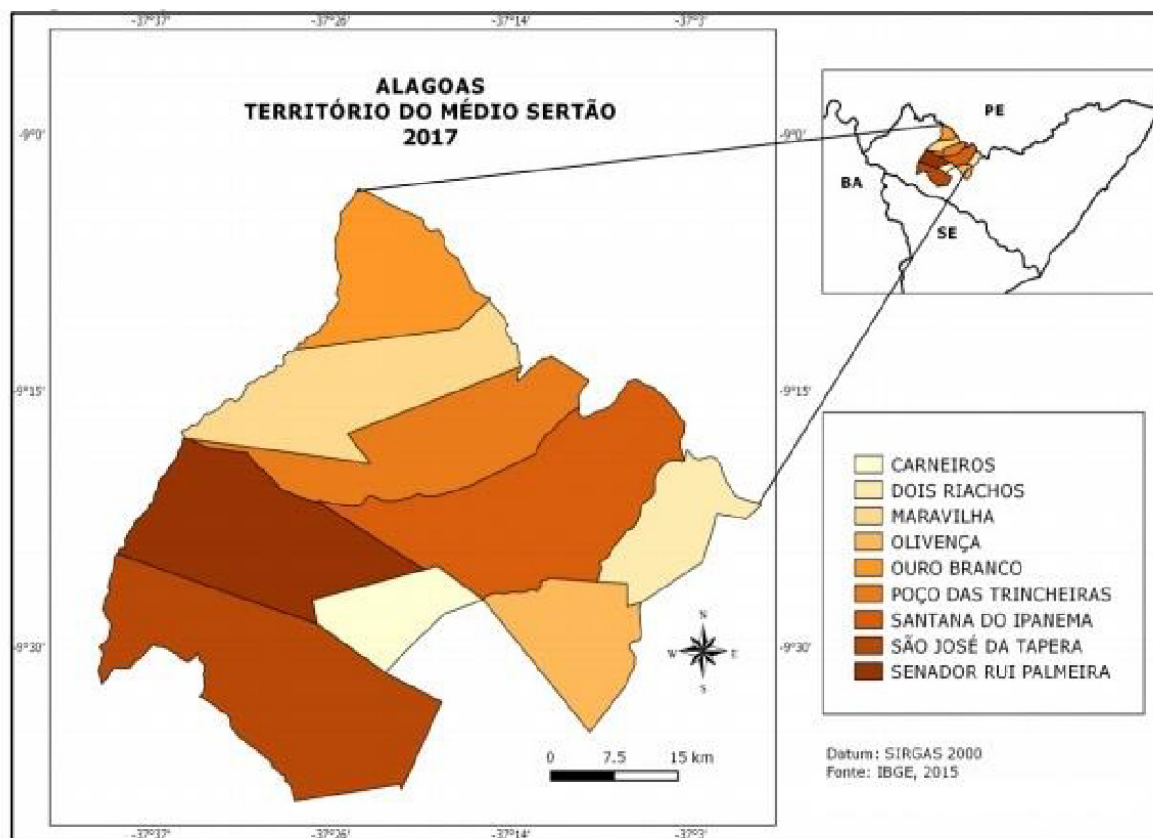 -37°37'
-37°26'
-37°14'
-37°3'
ALAGOAS
TERRITÓRIO DO MÉDIO SERTÃO
2017
PE
BA
SE
-9°0'
-9°0'
-9°15'
-9°15'
-9°30'
-9°30'
CARNEIROS
DOIS RIACHOS
MARAVILHA
OLIVENÇA
OURO BRANCO
POÇO DAS TRINCHEIRAS
SANTANA DO IPANEMA
SÃO JOSÉ DA TAPERA
SENADOR RUI PALMEIRA
S
W E
S
0 7.5 15 km
Datum: SIRGAS 2000
Fonte: IBGE, 2015
-37°37'
-37°26'
-37°14'
-37°3'